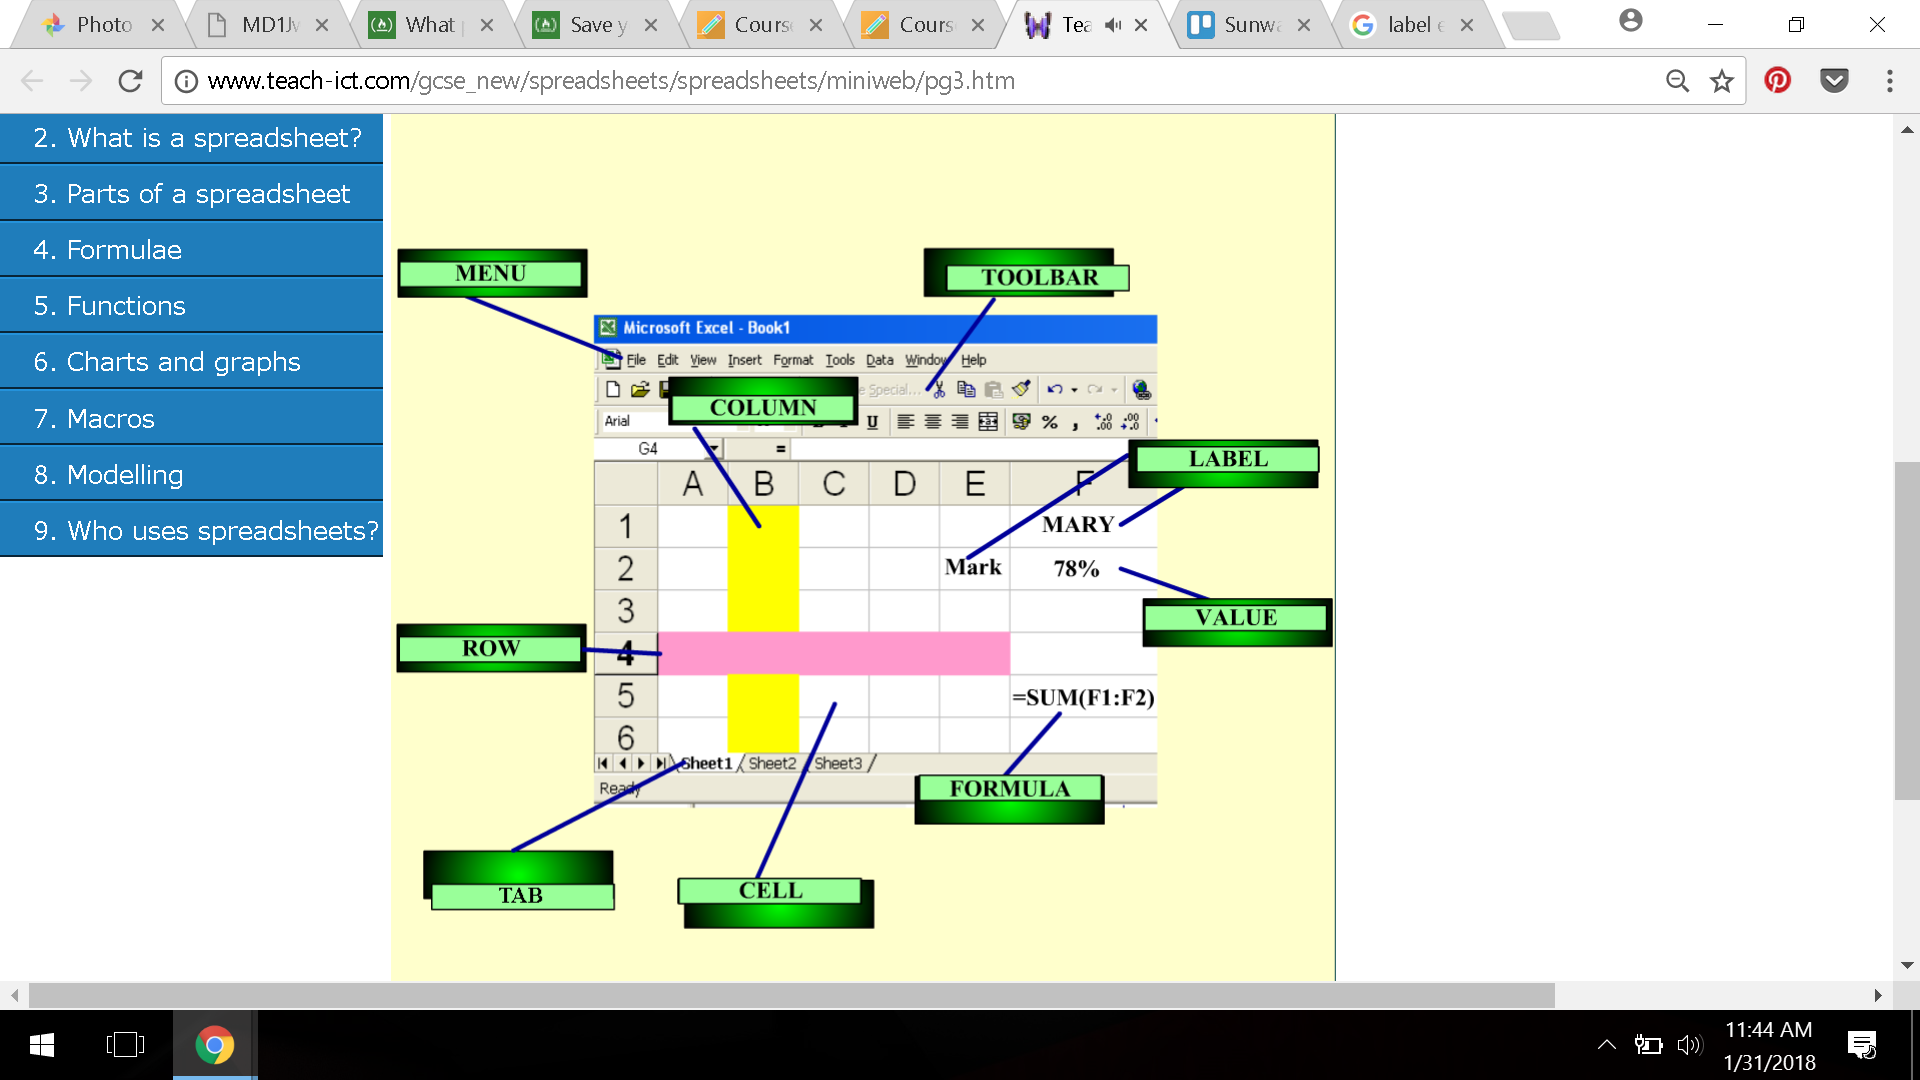 Photo
MD1Jv
What p
Save y
Cours
Cours
Tea
Sunwa
label e
www.teach-ict.com/gcse_new/spreadsheets/spreadsheets/miniweb/pg3.htm
2. What is a spreadsheet?
3. Parts of a spreadsheet
4. Formulae
5. Functions
6. Charts and graphs
7. Macros
8. Modelling
9. Who uses spreadsheets?
MENU
TOOLBAR
Microsoft Excel - Book1
File Edit View Insert Format Tools Data Window Help
e Special...
COLUMN
Arial
U
% , .00
G4 =
LABEL
A B C D E F
1 MARY
2 Mark 78%
3
VALUE
ROW
4
5 =SUM(F1:F2)
6
Sheet1 Sheet2 Sheet3
Ready
FORMULA
TAB
CELL
11:44 AM
1/31/2018